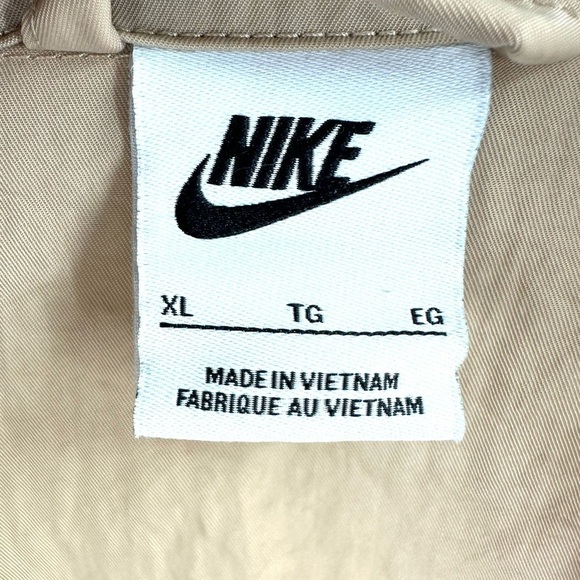 NIKE
XL TG EG
MADE IN VIETNAM
FABRIQUE AU VIETNAM